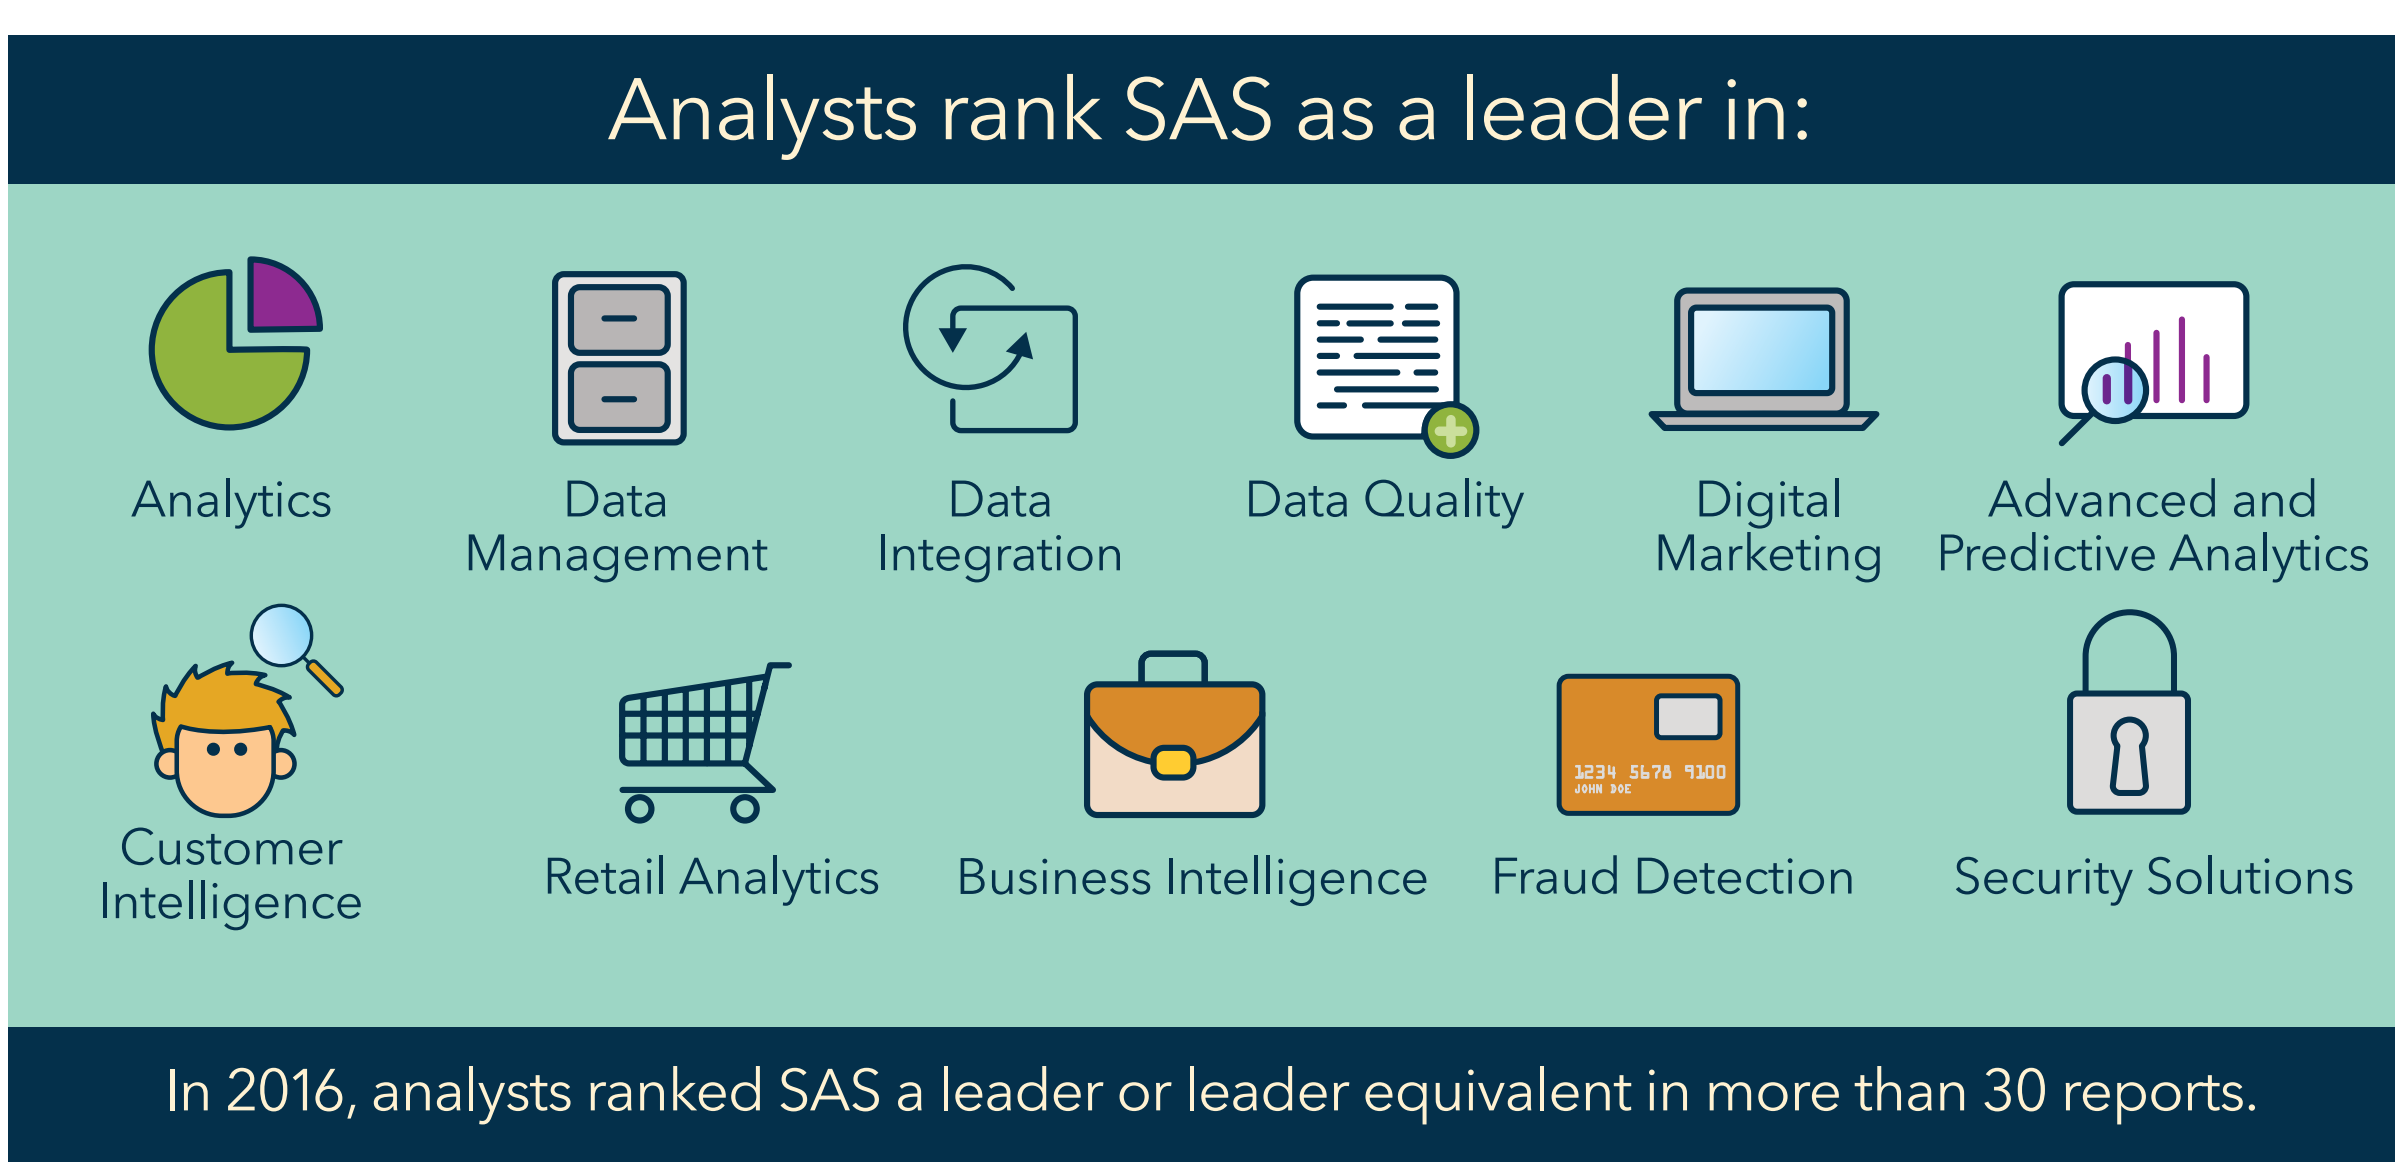 Analysts rank SAS as a leader in:
Analytics
Data
Management
Data
Integration
Data Quality
Digital
Marketing
Advanced and
Predictive Analytics
Customer
Intelligence
Retail Analytics
Business Intelligence
1234 5678 9100
JOHN DOE
Fraud Detection
Security Solutions
In 2016, analysts ranked SAS a leader or leader equivalent in more than 30 reports.